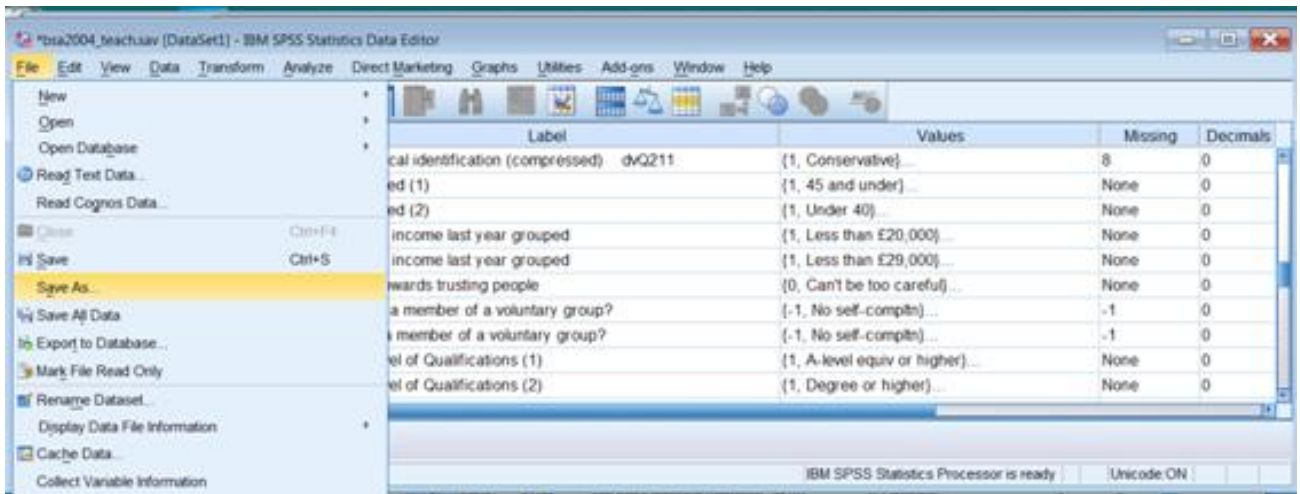 *bsa2004_teach.sav [DataSet1] - IBM SPSS Statistics Data Editor
File Edit View Data Transform Analyze Direct Marketing Graphs Utilities Add-ons Window Help
New
Open
Open Database
Read Text Data...
Read Cognos Data...
Close Ctrl+F4
Save Ctrl+S
Save As...
Save All Data
Export to Database...
Mark File Read Only
Rename Dataset...
Display Data File Information
Cache Data...
Collect Variable Information
Label Values Missing Decimals
cal identification (compressed) dvQ211 {1, Conservative}... 8 0
ed (1) {1, 45 and under}... None 0
ed (2) {1, Under 40}... None 0
income last year grouped {1, Less than £20,000}... None 0
income last year grouped {1, Less than £29,000}... None 0
wards trusting people {0, Can't be too careful}... None 0
a member of a voluntary group? {-1, No self-compltn}... -1 0
member of a voluntary group? {-1, No self-compltn}... -1 0
el of Qualifications (1) {1, A-level equiv or higher}... None 0
el of Qualifications (2) {1, Degree or higher}... None 0
IBM SPSS Statistics Processor is ready Unicode:ON